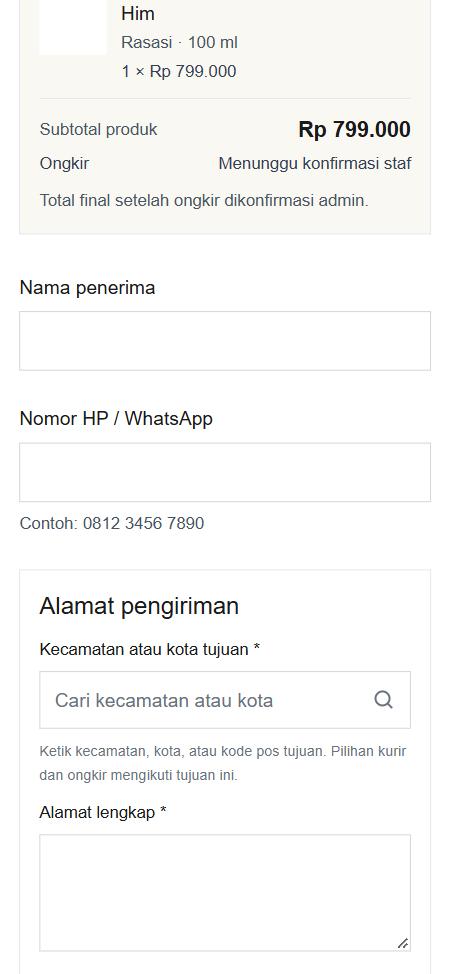 Him
Rasasi · 100 ml
1 × Rp 799.000
Subtotal produk Rp 799.000
Ongkir Menunggu konfirmasi staf
Total final setelah ongkir dikonfirmasi admin.
Nama penerima
Nomor HP / WhatsApp
Contoh: 0812 3456 7890
Alamat pengiriman
Kecamatan atau kota tujuan *
Cari kecamatan atau kota
Ketik kecamatan, kota, atau kode pos tujuan. Pilihan kurir
dan ongkir mengikuti tujuan ini.
Alamat lengkap *